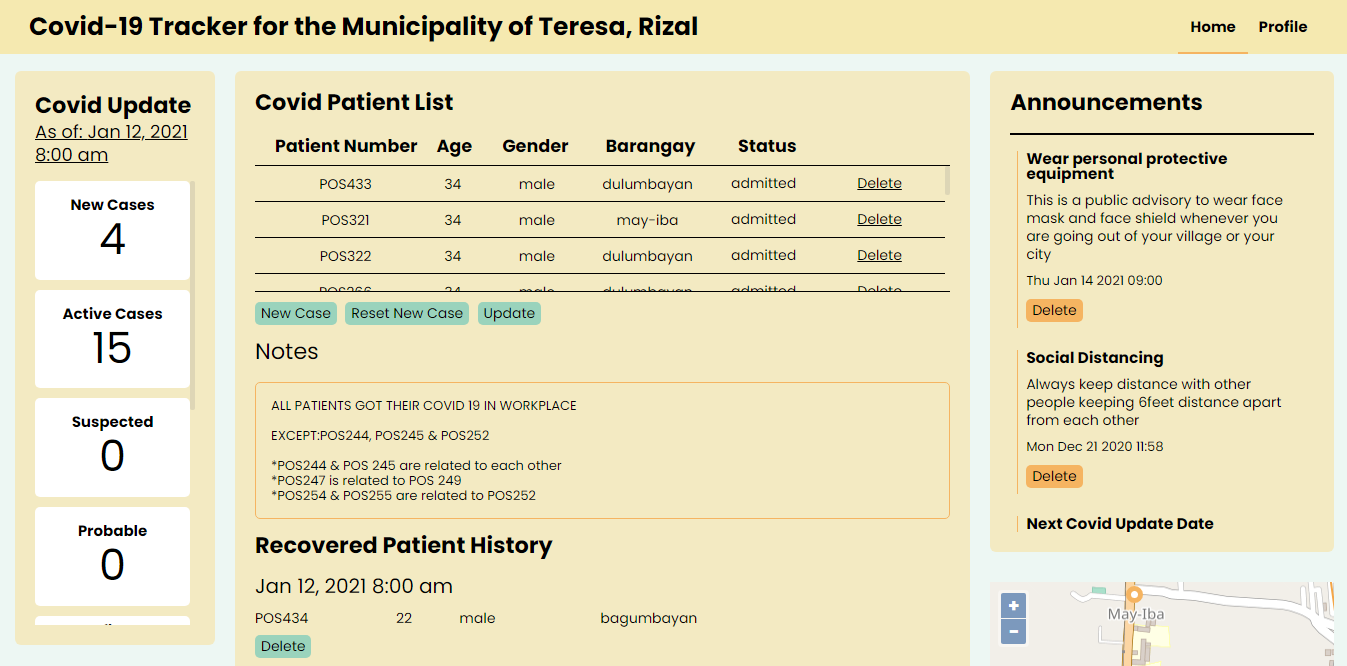 Covid-19 Tracker for the Municipality of Teresa, Rizal
Home Profile
Covid Update
As of: Jan 12, 2021
8:00 am
New Cases
4
Active Cases
15
Suspected
0
Probable
0
Covid Patient List
Patient Number Age Gender Barangay Status
POS433 34 male dulumbayan admitted Delete
POS321 34 male may-iba admitted Delete
POS322 34 male dulumbayan admitted Delete
POS266 34 male dulumbayan admitted Delete
New Case Reset New Case Update
Notes
ALL PATIENTS GOT THEIR COVID 19 IN WORKPLACE
EXCEPT:POS244, POS245 & POS252
*POS244 & POS 245 are related to each other
*POS247 is related to POS 249
*POS254 & POS255 are related to POS252
Recovered Patient History
Jan 12, 2021 8:00 am
POS434 22 male bagumbayan
Delete
Announcements
Wear personal protective
equipment
This is a public advisory to wear face
mask and face shield whenever you
are going out of your village or your
city
Thu Jan 14 2021 09:00
Delete
Social Distancing
Always keep distance with other
people keeping 6feet distance apart
from each other
Mon Dec 21 2020 11:58
Delete
Next Covid Update Date
+
May-Iba
−